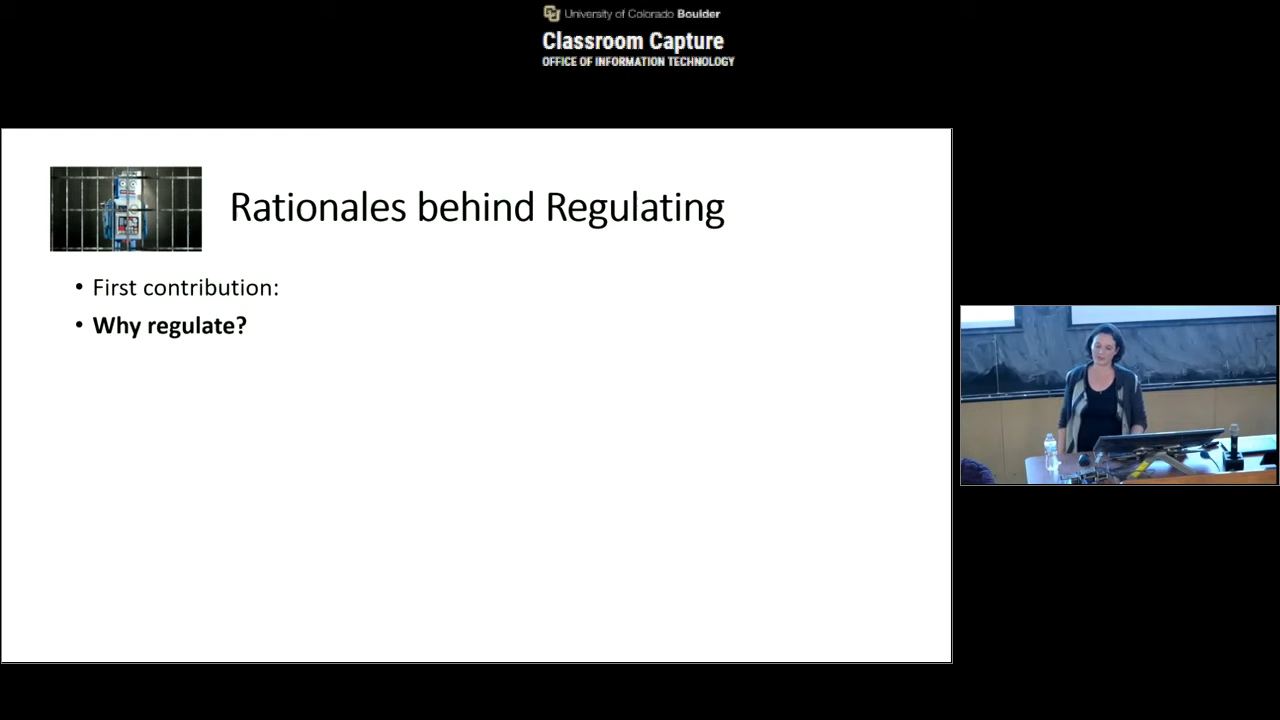 University of Colorado Boulder
Classroom Capture
OFFICE OF INFORMATION TECHNOLOGY
Rationales behind Regulating
• First contribution:
• Why regulate?